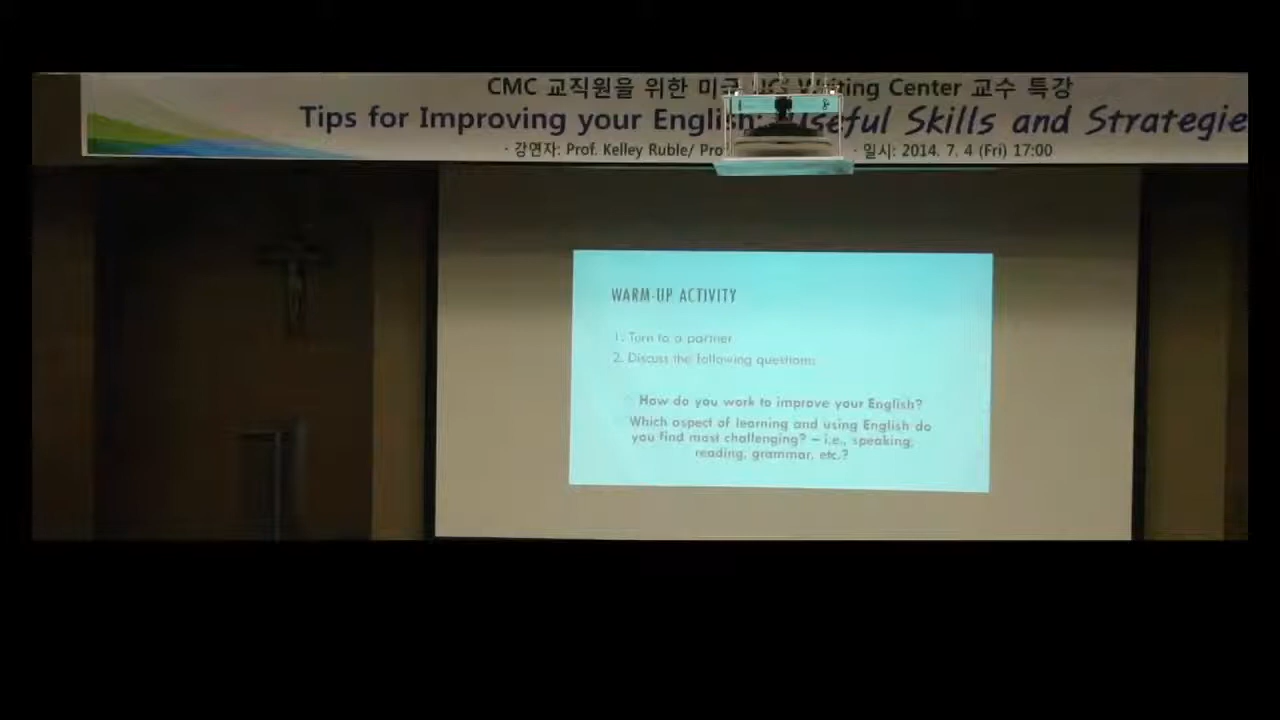 CMC 교직원을 위한 미국 UCI Writing Center 교수 특강
Tips for Improving your English: Useful Skills and Strategie
· 강연자: Prof. Kelley Ruble/ Pro
· 일시: 2014. 7. 4 (Fri) 17:00
WARM-UP ACTIVITY
1. Turn to a partner
2. Discuss the following questions
How do you work to improve your English?
Which aspect of learning and using English do
you find most challenging? – i.e., speaking,
reading, grammar, etc.?